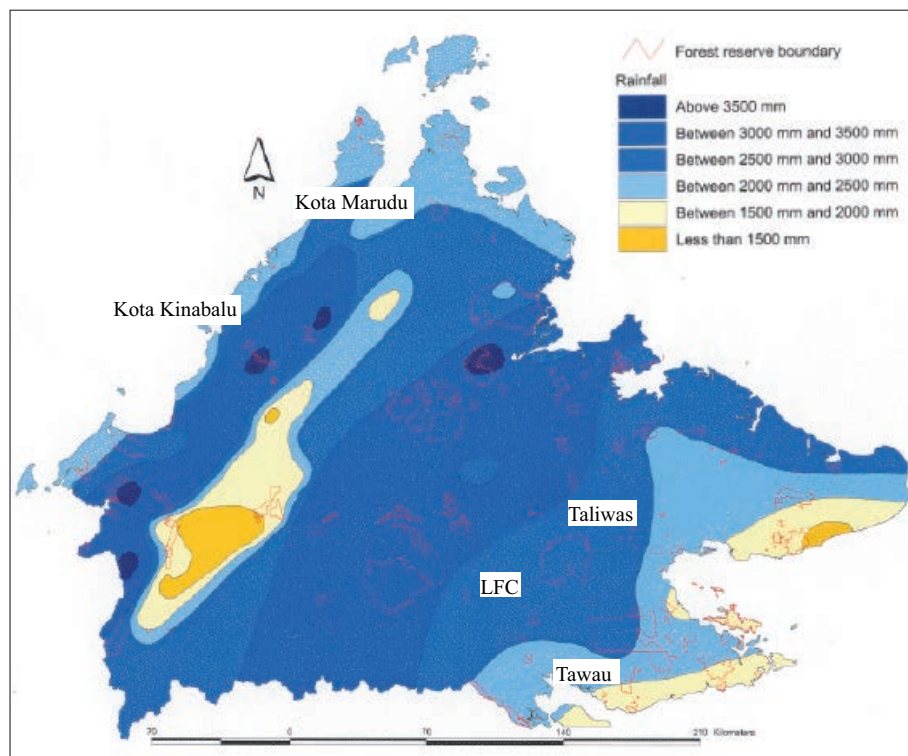 Forest reserve boundary
Rainfall
Above 3500 mm
Between 3000 mm and 3500 mm
Between 2500 mm and 3000 mm
Between 2000 mm and 2500 mm
Between 1500 mm and 2000 mm
Less than 1500 mm
N
Kota Marudu
Kota Kinabalu
Taliwas
LFC
Tawau
70 0 70 140 210 Kilometers